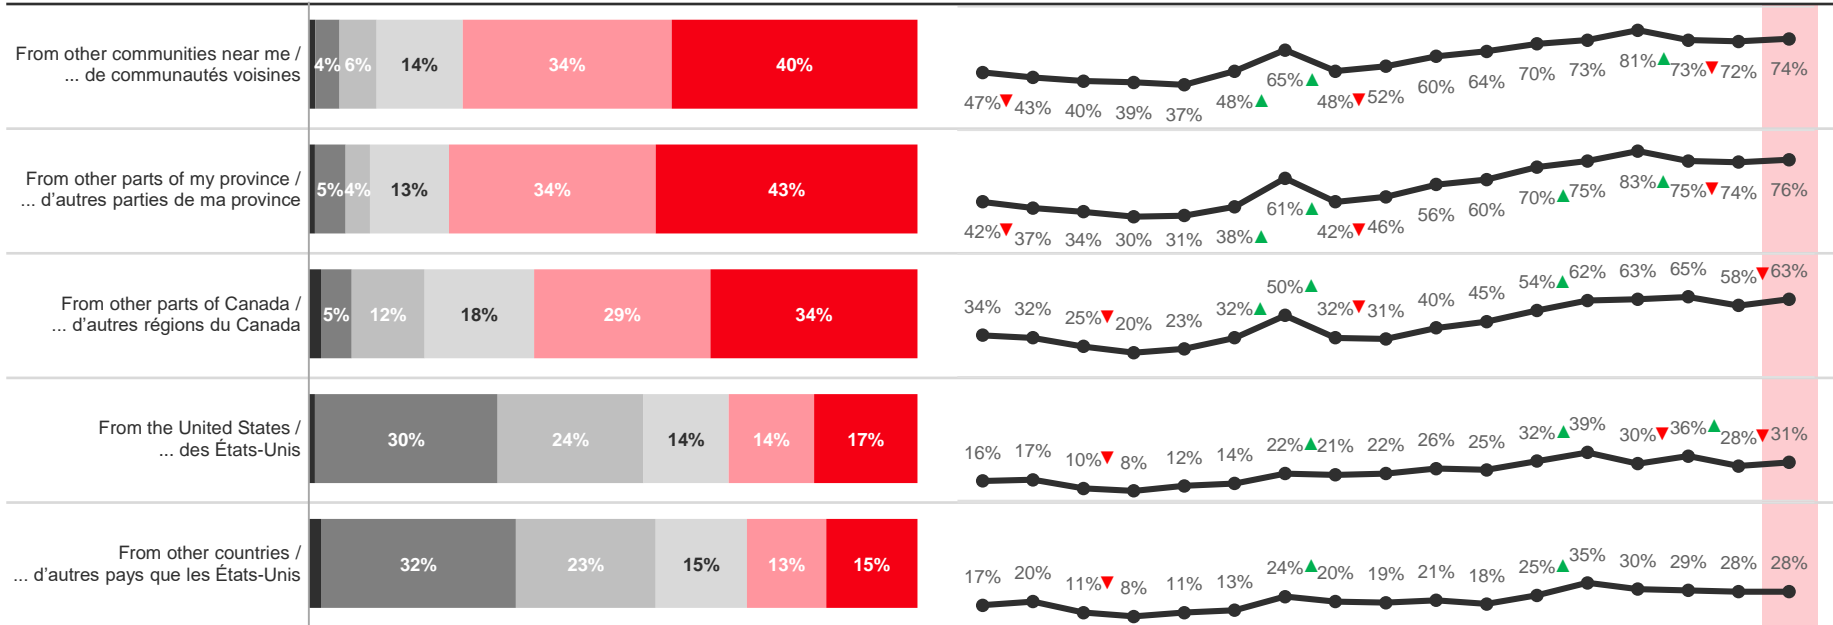 From other communities near me /
... de communautés voisines
4% 6% 14% 34% 40%
47%▼ 43% 40% 39% 37% 48%▲ 65%▲ 48%▼ 52% 60% 64% 70% 73% 81%▲ 73%▼ 72% 74%
From other parts of my province /
... d'autres parties de ma province
5% 4% 13% 34% 43%
42%▼ 37% 34% 30% 31% 38%▲ 61%▲ 42%▼ 46% 56% 60% 70%▲ 75% 83%▲ 75%▼ 74% 76%
From other parts of Canada /
... d'autres régions du Canada
5% 12% 18% 29% 34%
34% 32% 25%▼ 20% 23% 32%▲ 50%▲ 32%▼ 31% 40% 45% 54%▲ 62% 63% 65% 58%▼ 63%
From the United States /
... des États-Unis
30% 24% 14% 14% 17%
16% 17% 10%▼ 8% 12% 14% 22%▲ 21% 22% 26% 25% 32%▲ 39% 30%▼ 36%▲ 28%▼ 31%
From other countries /
... d'autres pays que les États-Unis
32% 23% 15% 13% 15%
17% 20% 11%▼ 8% 11% 13% 24%▲ 20% 19% 21% 18% 25%▲ 35% 30% 29% 28% 28%